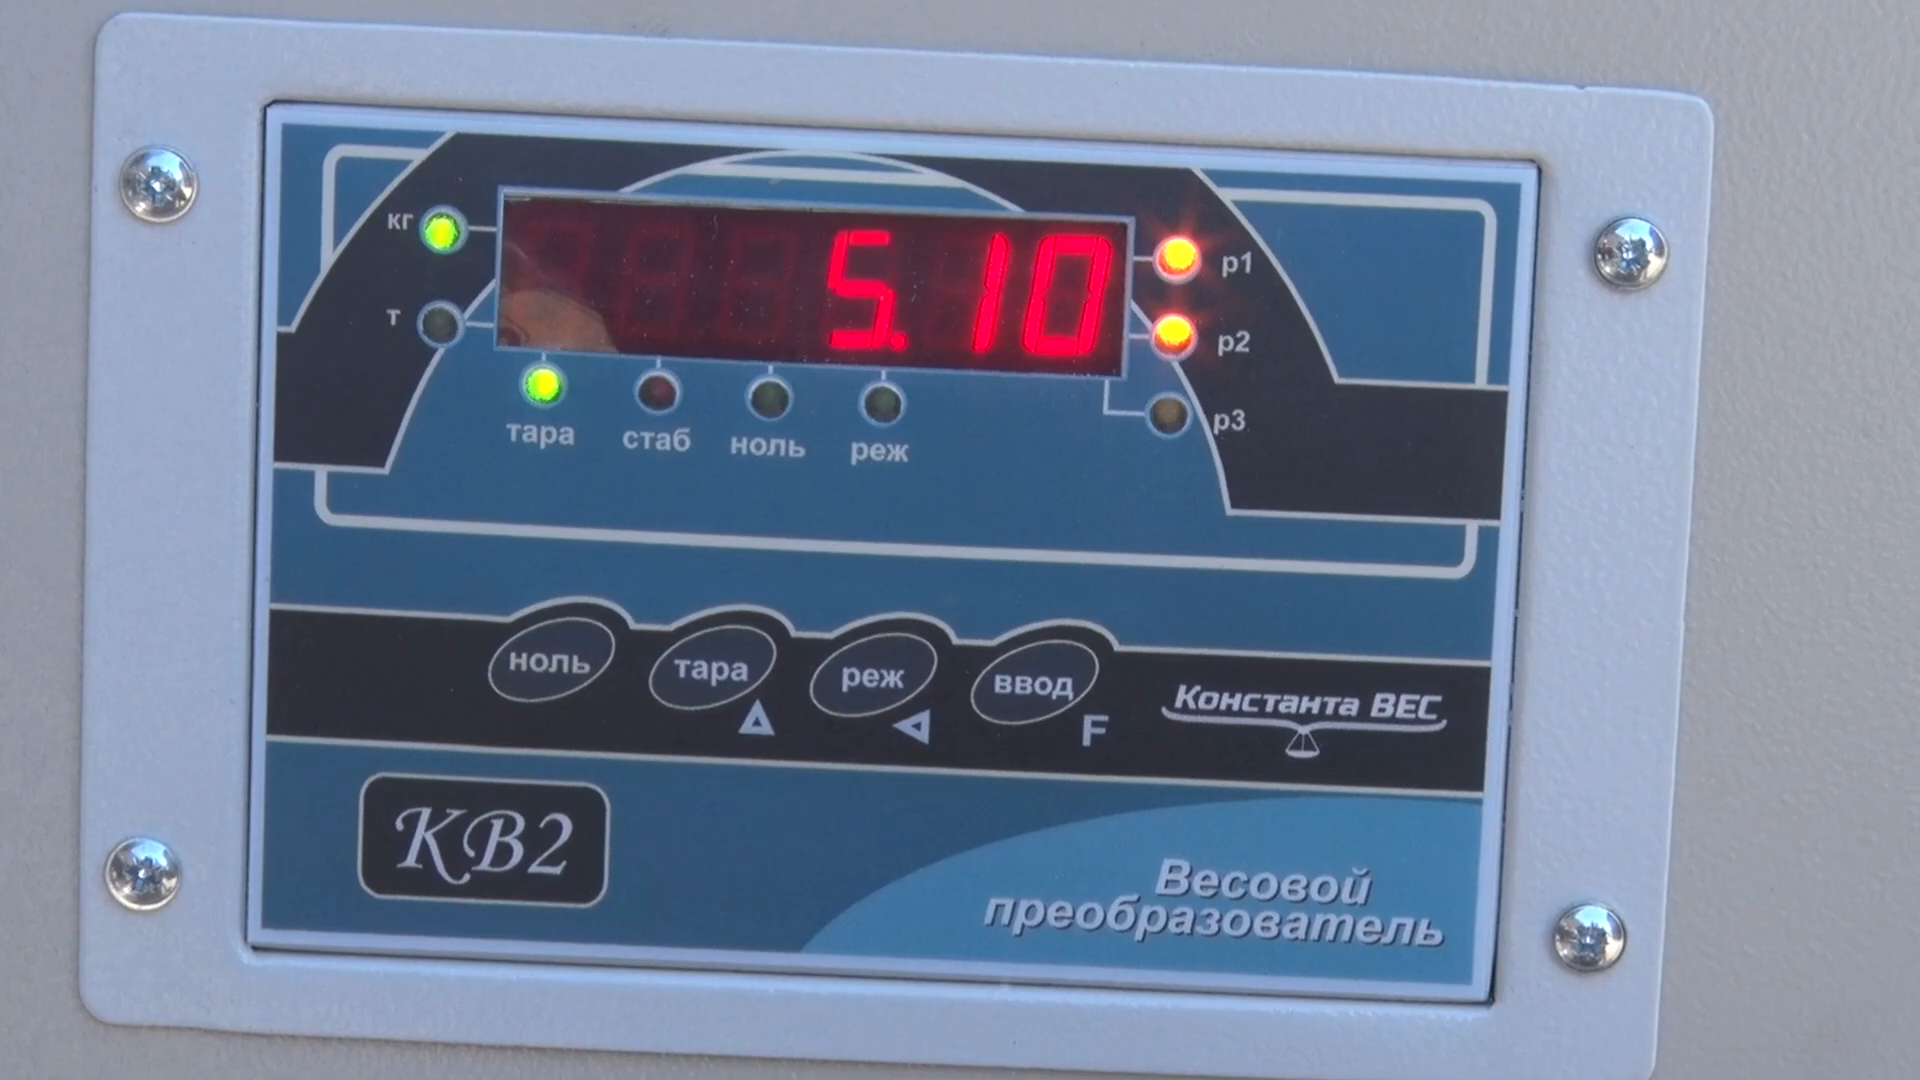 кг
5.10
р1
т
р2
р3
тара стаб ноль реж
ноль тара реж ввод
F
Константа ВЕС
КВ2
Весовой
преобразователь